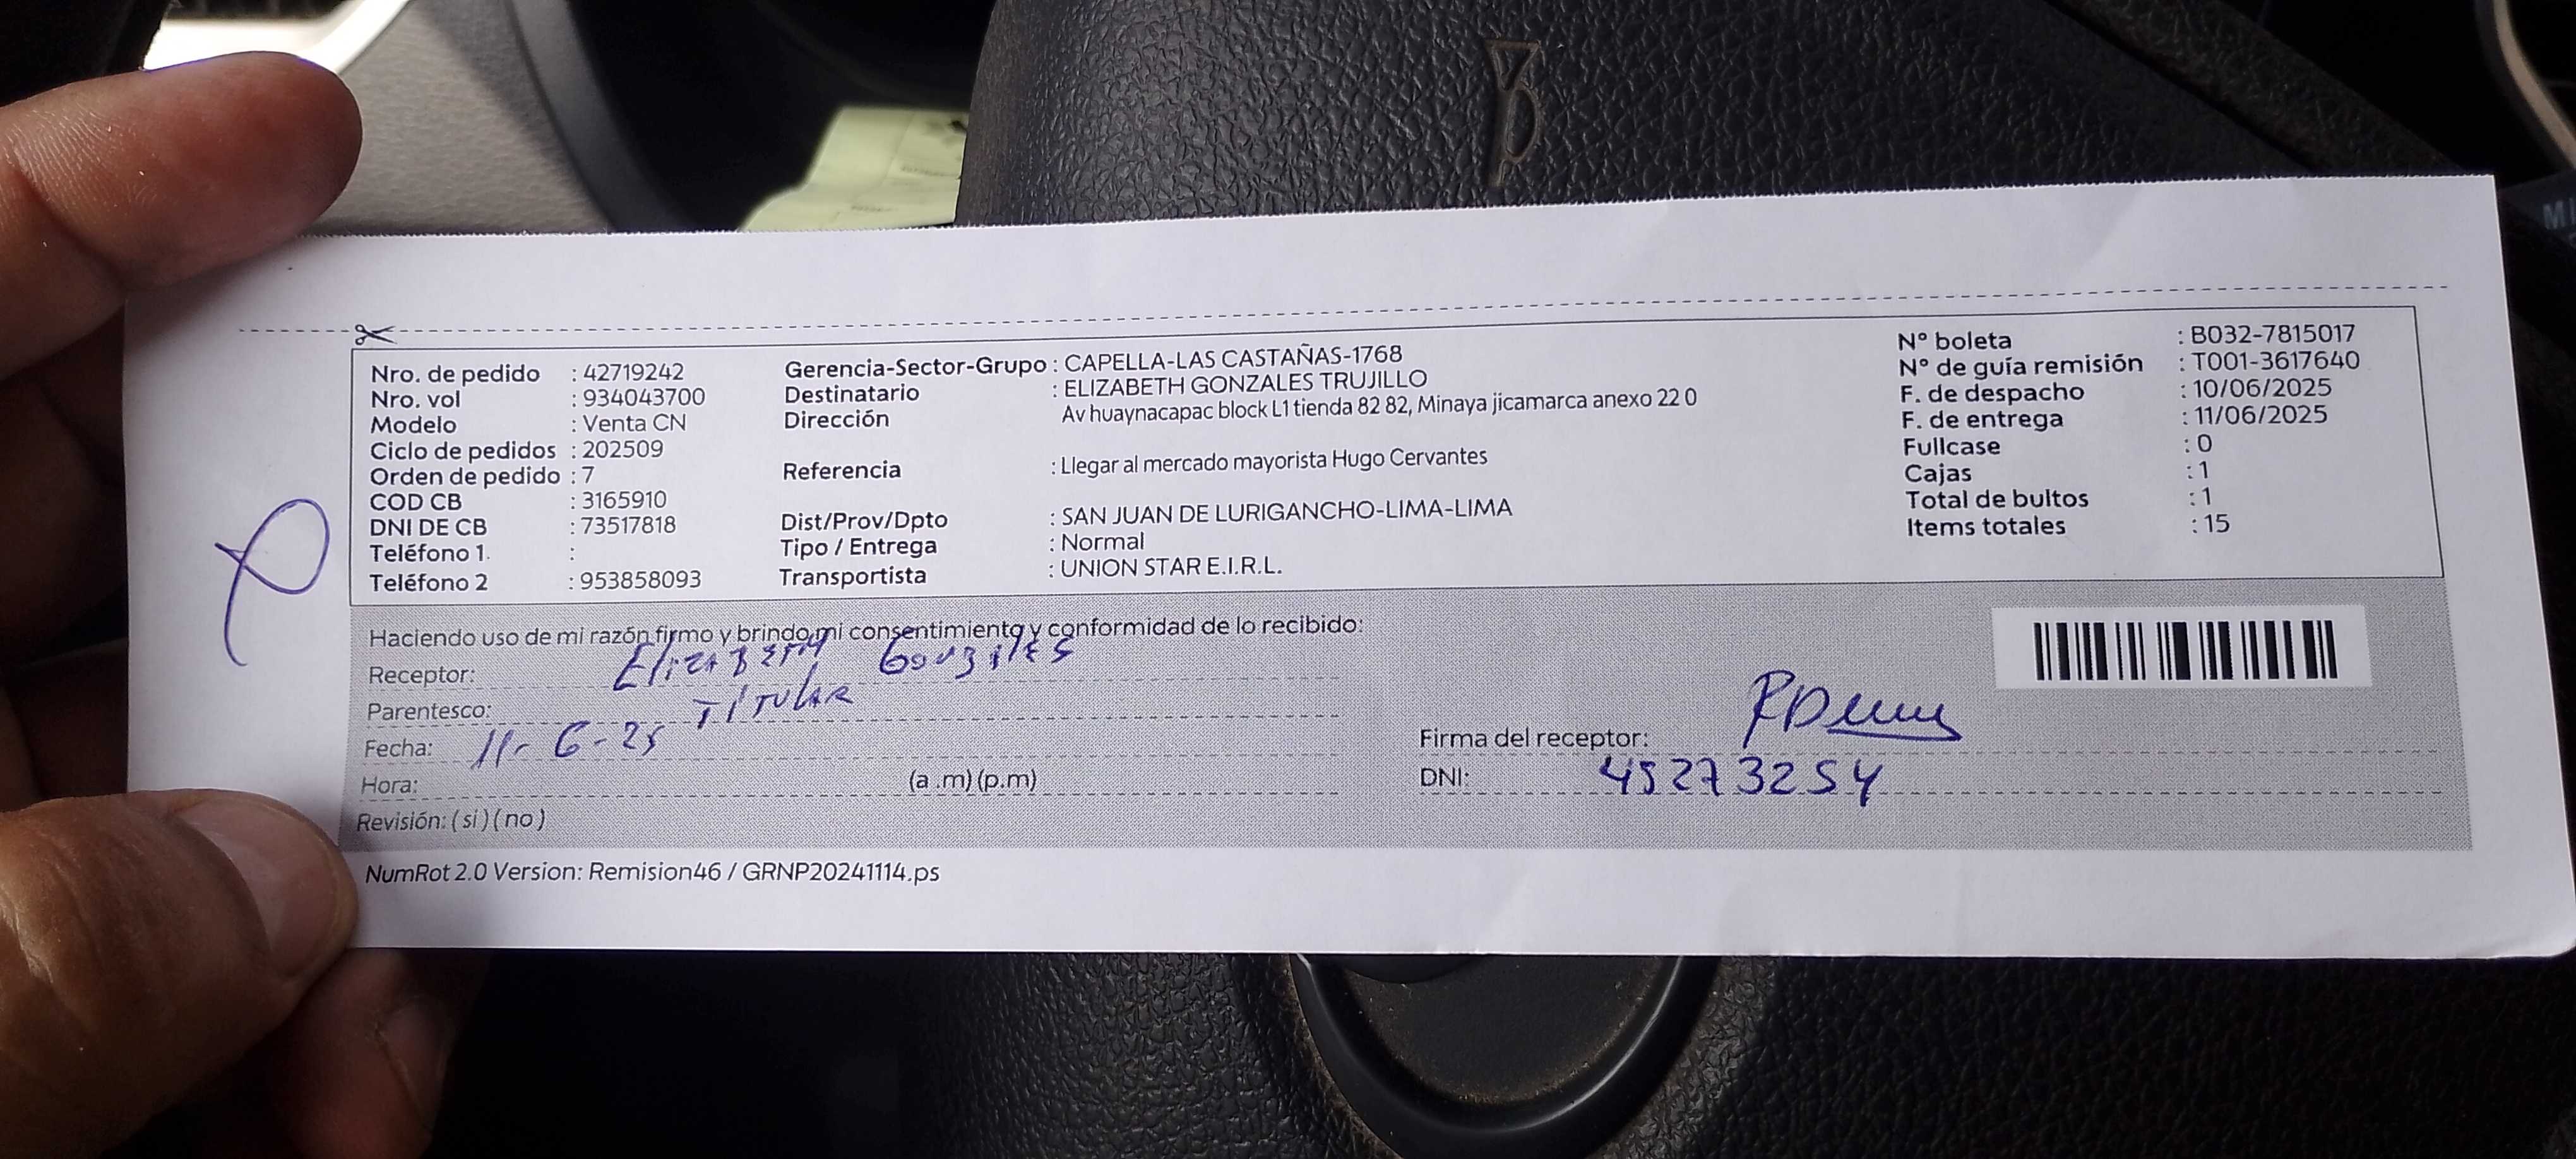 Nro. de pedido : 42719242
Nro. vol : 934043700
Modelo : Venta CN
Ciclo de pedidos : 202509
Orden de pedido : 7
COD CB : 3165910
DNI DE CB : 73517818
Teléfono 1. :
Teléfono 2 : 953858093
Gerencia-Sector-Grupo : CAPELLA-LAS CASTAÑAS-1768
Destinatario : ELIZABETH GONZALES TRUJILLO
Dirección Av huaynacapac block L1 tienda 82 82, Minaya jicamarca anexo 22 0
Referencia : Llegar al mercado mayorista Hugo Cervantes
Dist/Prov/Dpto : SAN JUAN DE LURIGANCHO-LIMA-LIMA
Tipo / Entrega : Normal
Transportista : UNION STAR E.I.R.L.
N° boleta : B032-7815017
N° de guía remisión : T001-3617640
F. de despacho : 10/06/2025
F. de entrega : 11/06/2025
Fullcase : 0
Cajas : 1
Total de bultos : 1
Items totales : 15
Haciendo uso de mi razón firmo y brindo mi consentimiento y conformidad de lo recibido:
Receptor: Elizabeth Gonzales
Parentesco: Titular
Fecha: 11-6-25
Hora: (a .m) (p.m)
Revisión: ( si ) ( no )
Firma del receptor:
DNI: 45273254
NumRot 2.0 Version: Remision46 / GRNP20241114.ps